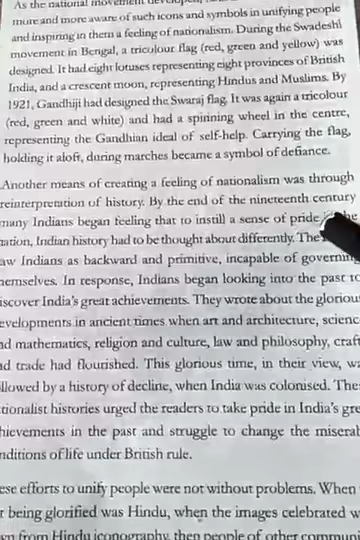 As the national movement developed,
more and more aware of such icons and symbols in unifying people
and inspiring in them a feeling of nationalism. During the Swadeshi
movement in Bengal, a tricolour flag (red, green and yellow) was
designed. It had eight lotuses representing eight provinces of British
India, and a crescent moon, representing Hindus and Muslims. By
1921, Gandhiji had designed the Swaraj flag. It was again a tricolour
(red, green and white) and had a spinning wheel in the centre,
representing the Gandhian ideal of self-help. Carrying the flag,
holding it aloft, during marches became a symbol of defiance.
Another means of creating a feeling of nationalism was through
reinterpretation of history. By the end of the nineteenth century
many Indians began feeling that to instill a sense of pride
nation, Indian history had to be thought about differently. The
aw Indians as backward and primitive, incapable of governing
hemselves. In response, Indians began looking into the past to
iscover India's great achievements. They wrote about the glorious
evelopments in ancient times when art and architecture, science
nd mathematics, religion and culture, law and philosophy, craft
nd trade had flourished. This glorious time, in their view, wa
llowed by a history of decline, when India was colonised. The
tionalist histories urged the readers to take pride in India's gre
hievements in the past and struggle to change the miserab
nditions of life under British rule.
ese efforts to unify people were not without problems. When
t being glorified was Hindu, when the images celebrated w
from Hindu iconography, then people of other communi